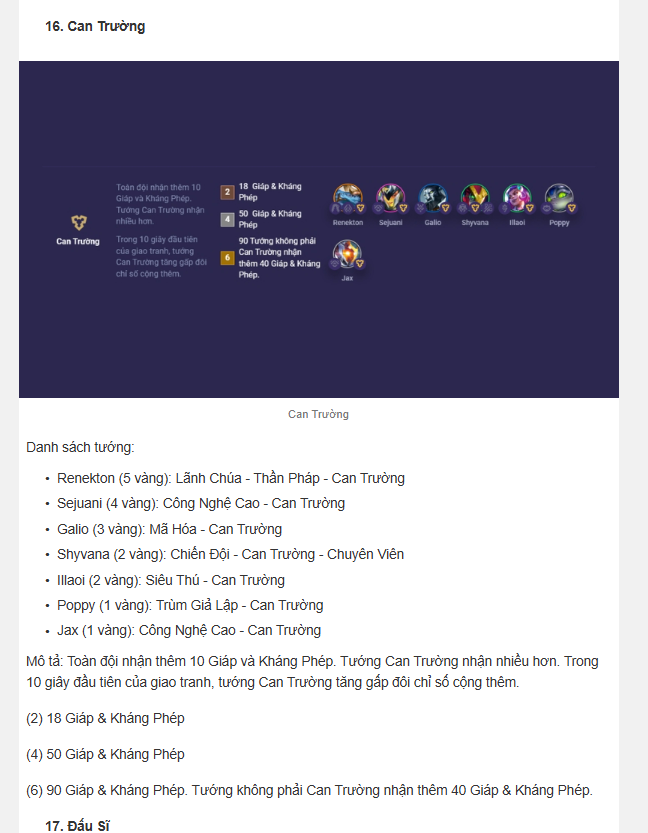 16. Can Trường
Toàn đội nhận thêm 10
Giáp và Kháng Phép.
Tướng Can Trường nhận
nhiều hơn.
Trong 10 giây đầu tiên
của giao tranh, tướng
Can Trường tăng gấp đôi
chỉ số cộng thêm.
Can Trường
2
18 Giáp & Kháng
Phép
4
50 Giáp & Kháng
Phép
6
90 Tướng không phải
Can Trường nhận
thêm 40 Giáp & Kháng
Phép.
Renekton Sejuani Galio Shyvana Illaoi Poppy
Jax
Can Trường
Danh sách tướng:
• Renekton (5 vàng): Lãnh Chúa - Thần Pháp - Can Trường
• Sejuani (4 vàng): Công Nghệ Cao - Can Trường
• Galio (3 vàng): Mã Hóa - Can Trường
• Shyvana (2 vàng): Chiến Đội - Can Trường - Chuyên Viên
• Illaoi (2 vàng): Siêu Thú - Can Trường
• Poppy (1 vàng): Trùm Giả Lập - Can Trường
• Jax (1 vàng): Công Nghệ Cao - Can Trường
Mô tả: Toàn đội nhận thêm 10 Giáp và Kháng Phép. Tướng Can Trường nhận nhiều hơn. Trong
10 giây đầu tiên của giao tranh, tướng Can Trường tăng gấp đôi chỉ số cộng thêm.
(2) 18 Giáp & Kháng Phép
(4) 50 Giáp & Kháng Phép
(6) 90 Giáp & Kháng Phép. Tướng không phải Can Trường nhận thêm 40 Giáp & Kháng Phép.
17. Đấu Sĩ